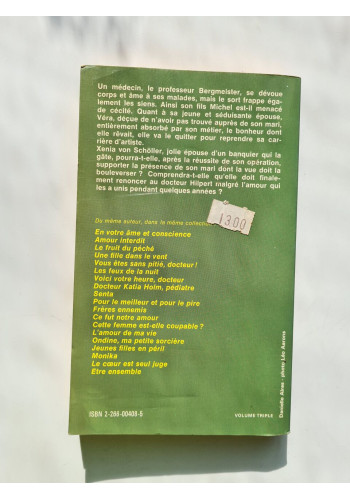 Un médecin, le professeur Bergmeister, se dévoue
corps et âme à ses malades, mais le sort frappe éga-
lement les siens. Ainsi son fils Michel est-il menacé
de cécité. Quant à sa jeune et séduisante épouse,
Véra, déçue de n'avoir pas trouvé auprès de son mari,
entièrement absorbé par son métier, le bonheur dont
elle rêvait, elle va le quitter pour reprendre sa car-
rière d'artiste.
Xenia von Schöller, jolie épouse d'un banquier qui la
gâte, pourra-t-elle, après la réussite de son opération,
supporter la présence de son mari dont la vue doit la
bouleverser ? Comprendra-t-elle qu'elle doit finale-
ment renoncer au docteur Hilpert malgré l'amour qui
les a unis pendant quelques années ?
1300
Du même auteur, dans la même collection
En votre âme et conscience
Amour interdit
Le fruit du péché
Une fille dans le vent
Vous êtes sans pitié, docteur !
Les feux de la nuit
Voici votre heure, docteur
Docteur Katia Holm, pédiatre
Senta
Pour le meilleur et pour le pire
Frères ennemis
Ce fut notre amour
Cette femme est-elle coupable ?
L'amour de ma vie
Ondine, ma petite sorcière
Jeunes filles en péril
Monika
Le cœur est seul juge
Etre ensemble
ISBN 2-286-00408-5
VOLUME TRIPLE
photo Léo Aarons